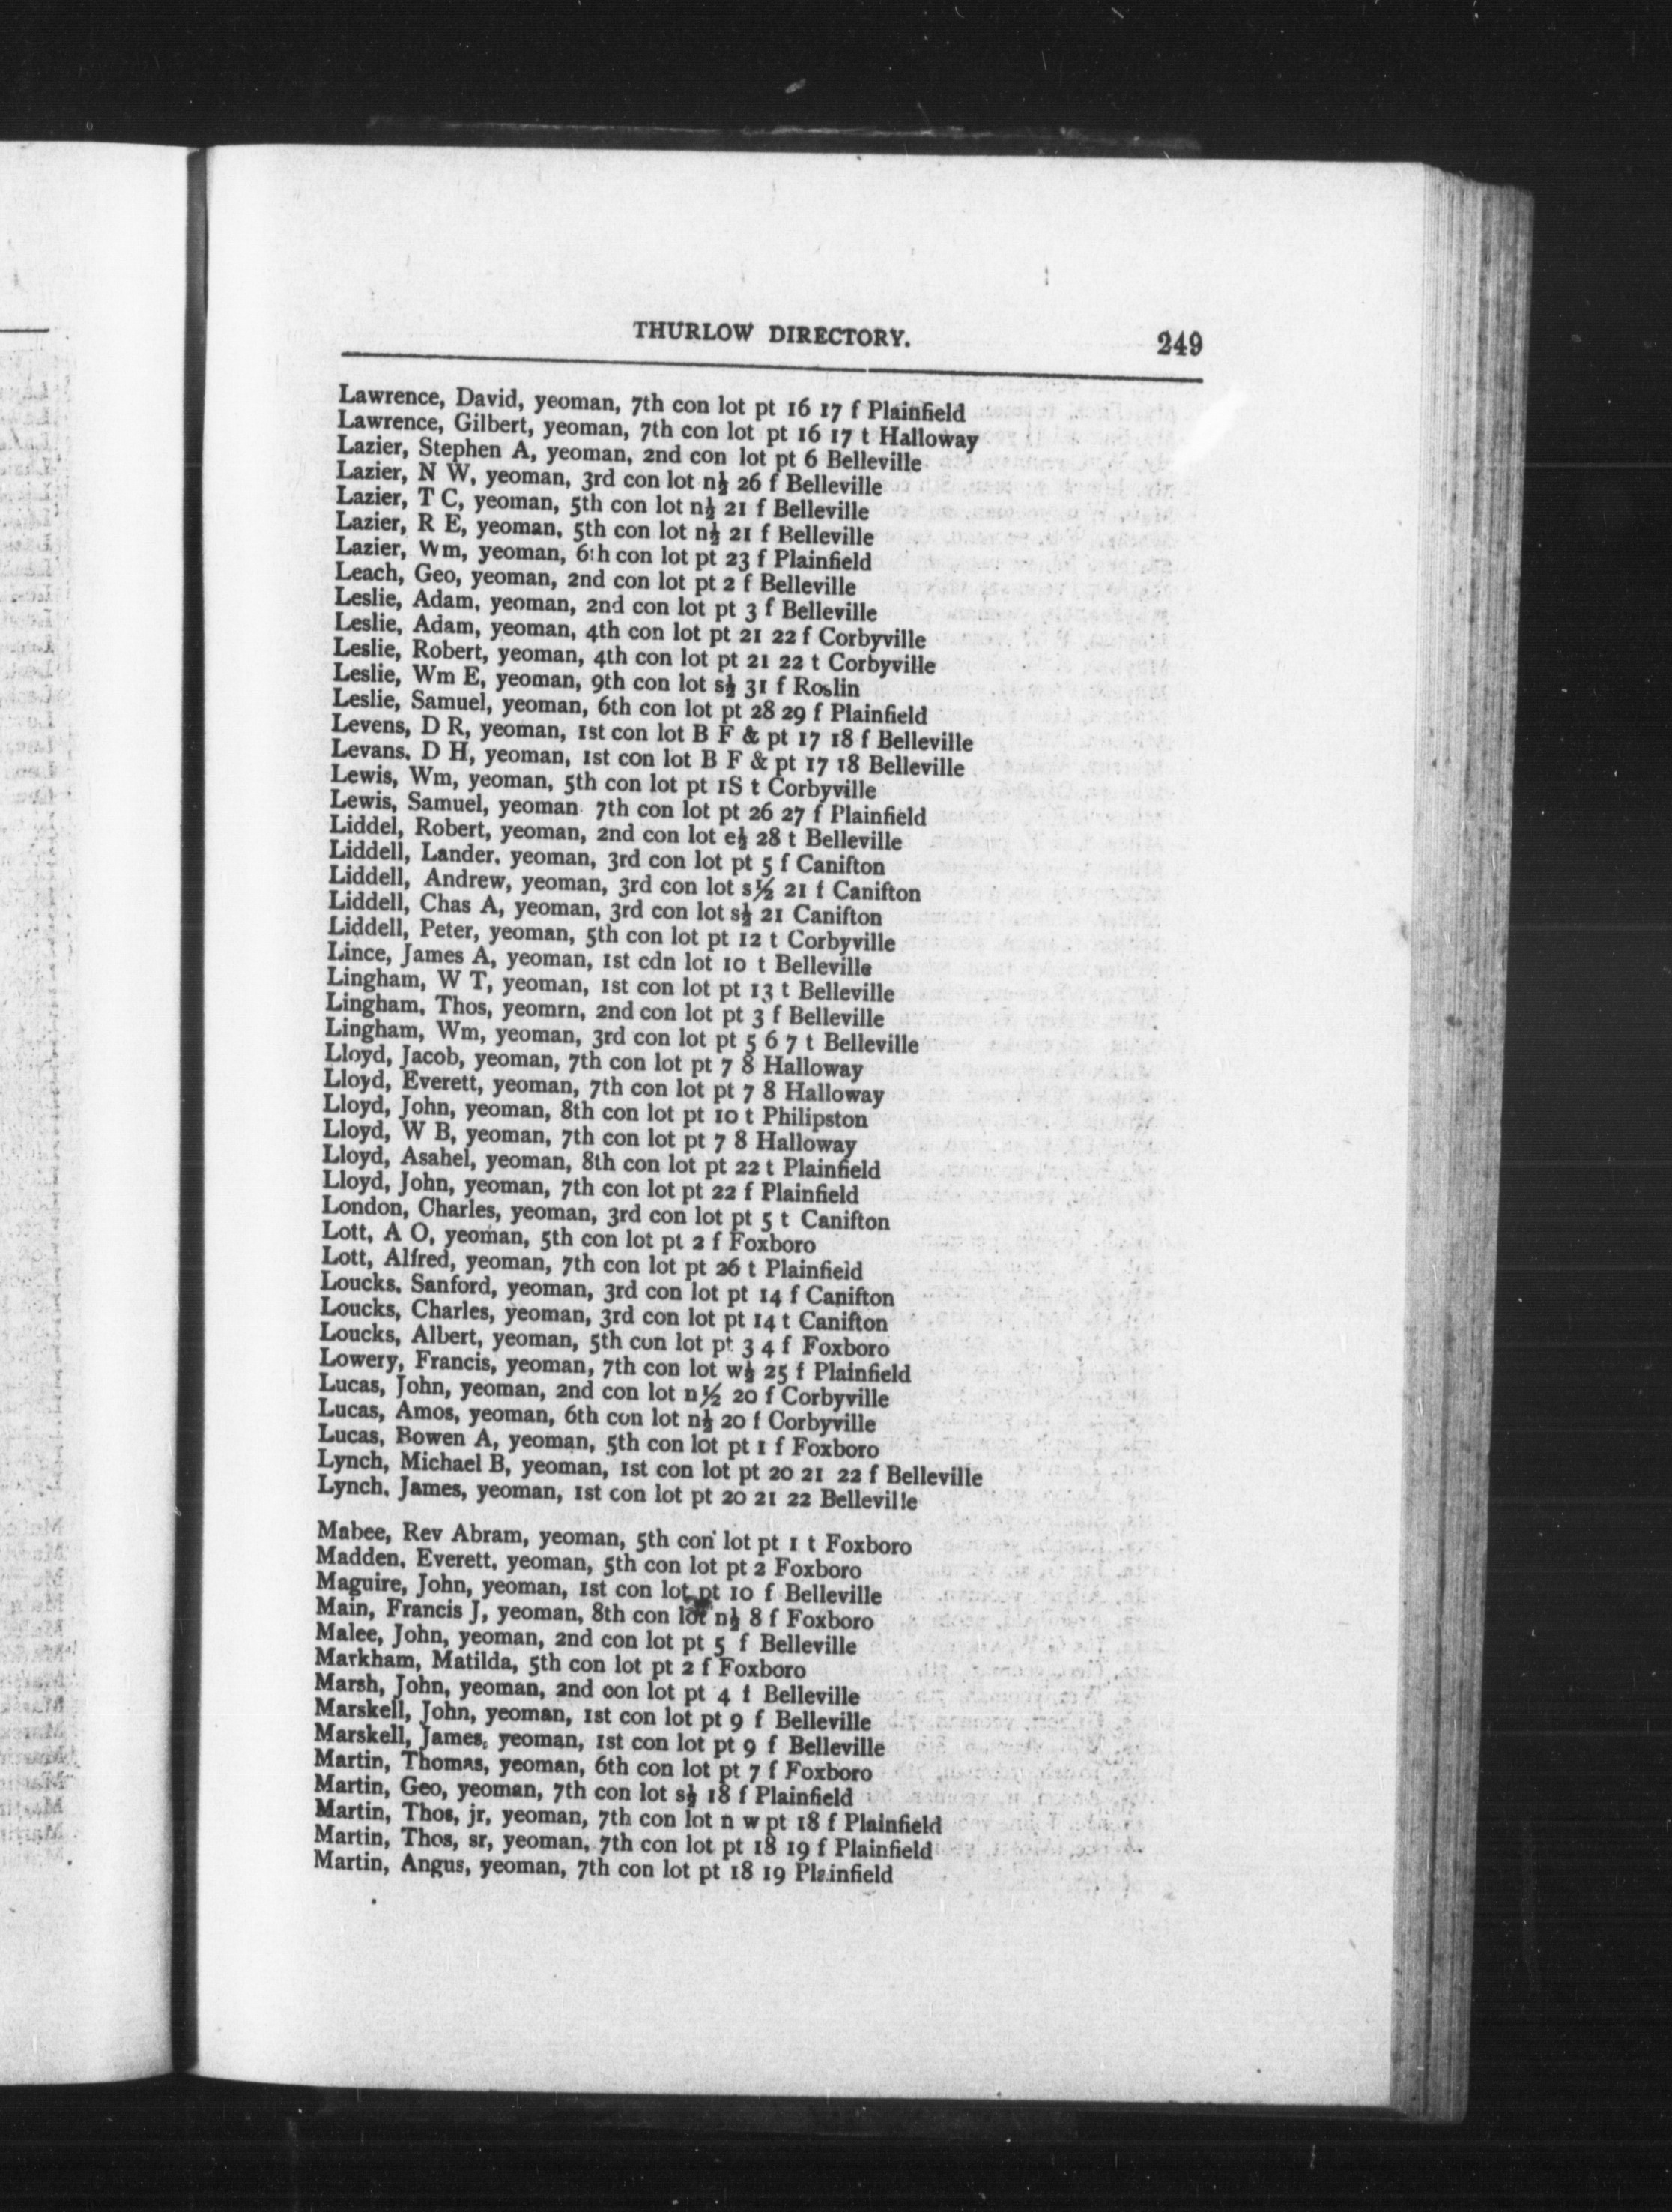 THURLOW DIRECTORY. 249
Lawrence, David, yeoman, 7th con lot pt 16 17 f Plainfield
Lawrence, Gilbert, yeoman, 7th con lot pt 16 17 t Halloway
Lazier, Stephen A, yeoman, 2nd con lot pt 6 Belleville
Lazier, N W, yeoman, 3rd con lot n½ 26 f Belleville
Lazier, T C, yeoman, 5th con lot n½ 21 f Belleville
Lazier, R E, yeoman, 5th con lot n½ 21 f Belleville
Lazier, Wm, yeoman, 6th con lot pt 23 f Plainfield
Leach, Geo, yeoman, 2nd con lot pt 2 f Belleville
Leslie, Adam, yeoman, 2nd con lot pt 3 f Belleville
Leslie, Adam, yeoman, 4th con lot pt 21 22 f Corbyville
Leslie, Robert, yeoman, 4th con lot pt 21 22 t Corbyville
Leslie, Wm E, yeoman, 9th con lot s½ 31 f Roslin
Leslie, Samuel, yeoman, 6th con lot pt 28 29 f Plainfield
Levens, D R, yeoman, 1st con lot B F & pt 17 18 f Belleville
Levans, D H, yeoman, 1st con lot B F & pt 17 18 Belleville
Lewis, Wm, yeoman, 5th con lot pt 1S t Corbyville
Lewis, Samuel, yeoman 7th con lot pt 26 27 f Plainfield
Liddel, Robert, yeoman, 2nd con lot e½ 28 t Belleville
Liddell, Lander, yeoman, 3rd con lot pt 5 f Canifton
Liddell, Andrew, yeoman, 3rd con lot s½ 21 f Canifton
Liddell, Chas A, yeoman, 3rd con lot s½ 21 Canifton
Liddell, Peter, yeoman, 5th con lot pt 12 t Corbyville
Lince, James A, yeoman, 1st cdn lot 10 t Belleville
Lingham, W T, yeoman, 1st con lot pt 13 t Belleville
Lingham, Thos, yeomrn, 2nd con lot pt 3 f Belleville
Lingham, Wm, yeoman, 3rd con lot pt 5 6 7 t Belleville
Lloyd, Jacob, yeoman, 7th con lot pt 7 8 Halloway
Lloyd, Everett, yeoman, 7th con lot pt 7 8 Halloway
Lloyd, John, yeoman, 8th con lot pt 10 t Philipston
Lloyd, W B, yeoman, 7th con lot pt 7 8 Halloway
Lloyd, Asahel, yeoman, 8th con lot pt 22 t Plainfield
Lloyd, John, yeoman, 7th con lot pt 22 f Plainfield
London, Charles, yeoman, 3rd con lot pt 5 t Canifton
Lott, A O, yeoman, 5th con lot pt 2 f Foxboro
Lott, Alfred, yeoman, 7th con lot pt 26 t Plainfield
Loucks, Sanford, yeoman, 3rd con lot pt 14 f Canifton
Loucks, Charles, yeoman, 3rd con lot pt 14 t Canifton
Loucks, Albert, yeoman, 5th con lot pt 3 4 f Foxboro
Lowery, Francis, yeoman, 7th con lot w½ 25 f Plainfield
Lucas, John, yeoman, 2nd con lot n½ 20 f Corbyville
Lucas, Amos, yeoman, 6th con lot n½ 20 f Corbyville
Lucas, Bowen A, yeoman, 5th con lot pt 1 f Foxboro
Lynch, Michael B, yeoman, 1st con lot pt 20 21 22 f Belleville
Lynch, James, yeoman, 1st con lot pt 20 21 22 Belleville
Mabee, Rev Abram, yeoman, 5th con lot pt 1 t Foxboro
Madden, Everett, yeoman, 5th con lot pt 2 Foxboro
Maguire, John, yeoman, 1st con lot pt 10 f Belleville
Main, Francis J, yeoman, 8th con lot n½ 8 f Foxboro
Malee, John, yeoman, 2nd con lot pt 5 f Belleville
Markham, Matilda, 5th con lot pt 2 f Foxboro
Marsh, John, yeoman, 2nd con lot pt 4 f Belleville
Marskell, John, yeoman, 1st con lot pt 9 f Belleville
Marskell, James, yeoman, 1st con lot pt 9 f Belleville
Martin, Thomas, yeoman, 6th con lot pt 7 f Foxboro
Martin, Geo, yeoman, 7th con lot s½ 18 f Plainfield
Martin, Thos, jr, yeoman, 7th con lot n w pt 18 f Plainfield
Martin, Thos, sr, yeoman, 7th con lot pt 18 19 f Plainfield
Martin, Angus, yeoman, 7th con lot pt 18 19 Plainfield